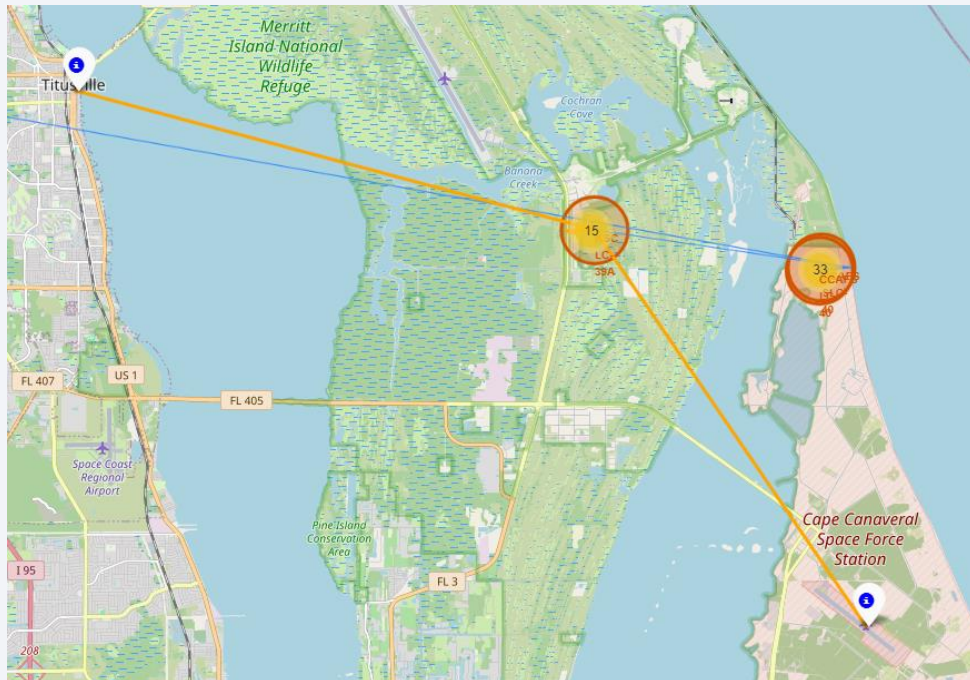 Merritt
Island National
Wildlife
Refuge
Titusville
Cochran
Cove
Banana
Creek
15
39A
33
FL 407
US 1
FL 405
Space Coast
Regional
Airport
Pine Island
Conservation
Area
Cape Canaveral
Space Force
Station
I 95
FL 3
208